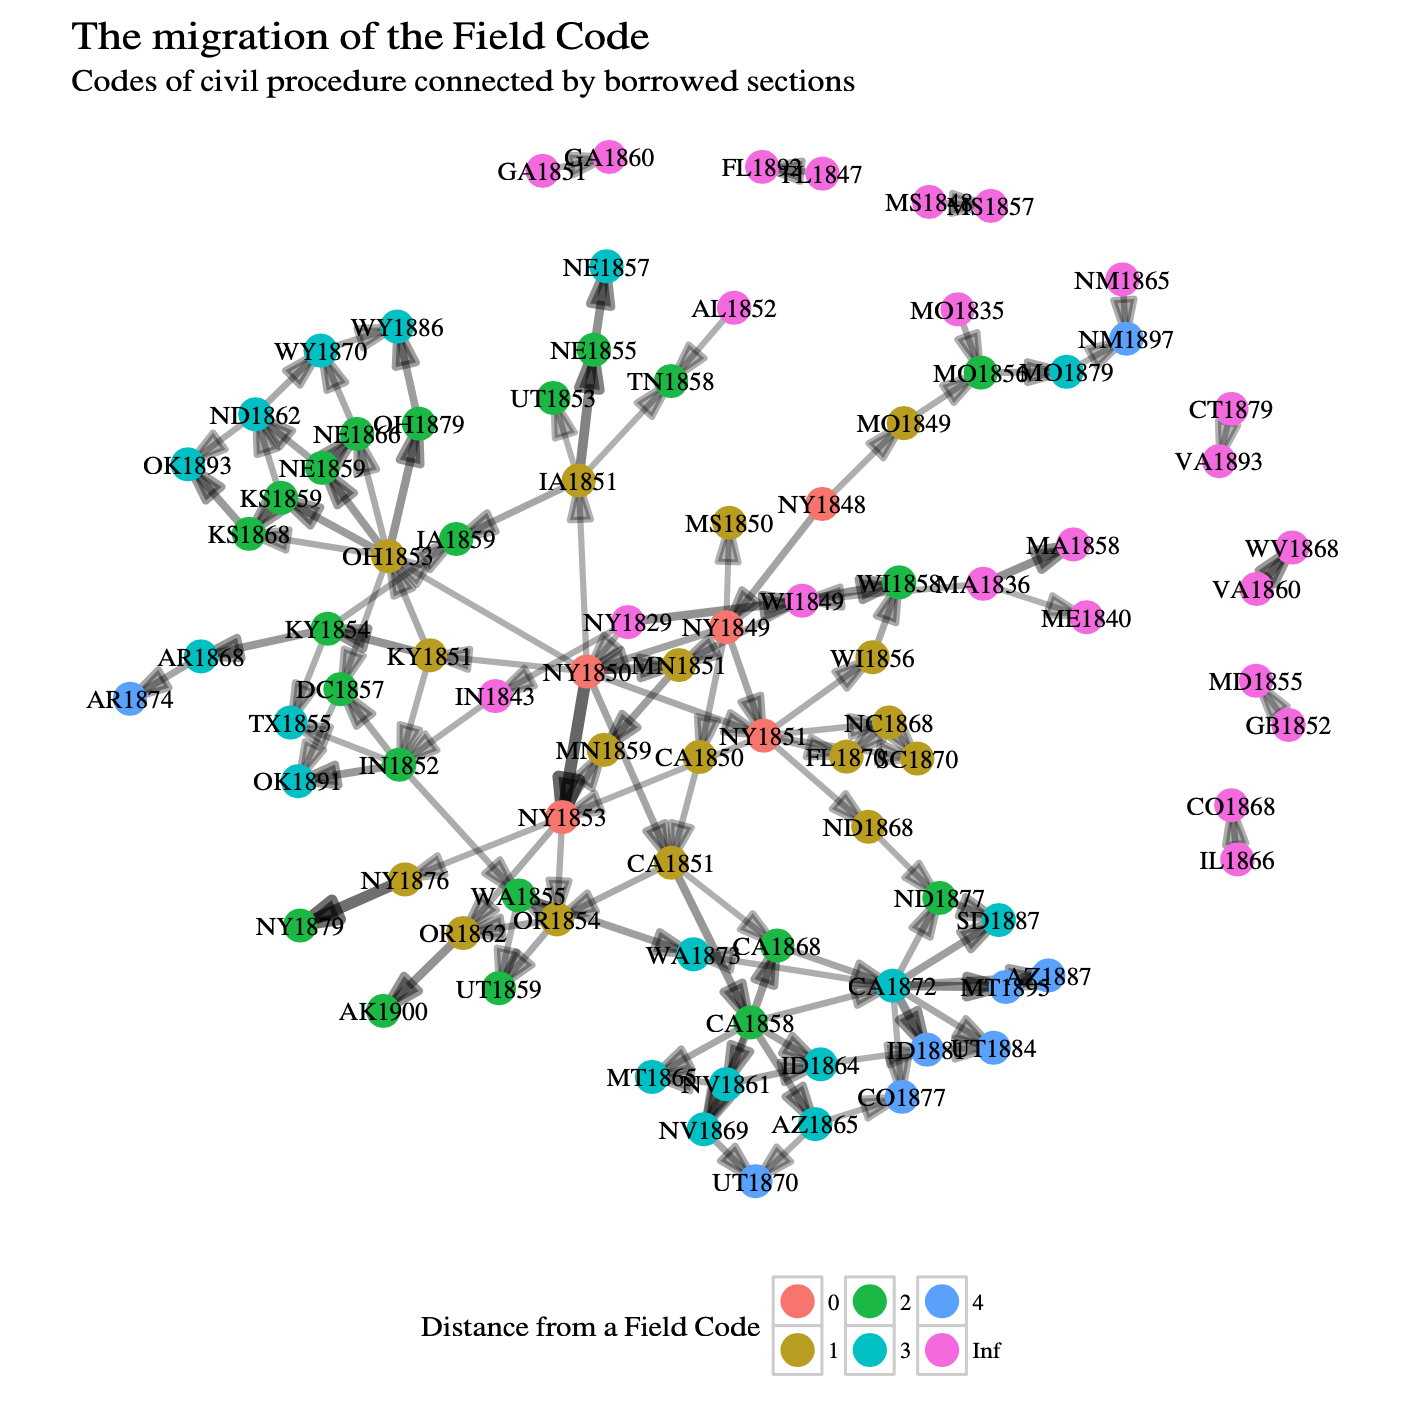 The migration of the Field Code
Codes of civil procedure connected by borrowed sections
GA1851
GA1860
FL1892
FL1847
MS1848
MS1857
NE1857
NM1865
AL1852
MO1835
WY1886
NM1897
WY1870
NE1855
MO1856
MO1879
TN1858
UT1853
CT1879
ND1862
OH1879
MO1849
NE1866
OK1893
NE1859
VA1893
IA1851
KS1859
NY1848
MS1850
KS1868
IA1859
MA1858
WV1868
OH1853
WI1858
MA1836
VA1860
WI1849
ME1840
NY1829
NY1849
KY1854
AR1868
KY1851
WI1856
NY1850
MN1851
MD1855
DC1857
AR1874
IN1843
TX1855
NC1868
GB1852
NY1851
MN1859
CA1850
FL1870
SC1870
IN1852
OK1891
CO1868
NY1853
ND1868
CA1851
IL1866
NY1876
WA1855
ND1877
NY1879
OR1862
OR1854
SD1887
WA1873
CA1868
AZ1887
CA1872
MT1895
UT1859
AK1900
CA1858
ID1881
UT1884
ID1864
MT1865
NV1861
CO1877
NV1869
AZ1865
UT1870
Distance from a Field Code
0
2
4
1
3
Inf